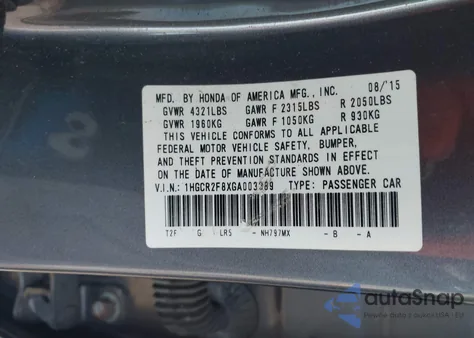 MFD. BY HONDA OF AMERICA MFG., INC. 08/'15
GVWR 4321LBS GAWR F 2315LBS R 2050LBS
GVWR 1960KG GAWR F 1050KG R 930KG
THIS VEHICLE CONFORMS TO ALL APPLICABLE
FEDERAL MOTOR VEHICLE SAFETY, BUMPER,
AND THEFT PREVENTION STANDARDS IN EFFECT
ON THE DATE OF MANUFACTURE SHOWN ABOVE.
V.I.N.: 1HGCR2F8XGA003389 TYPE: PASSENGER CAR
T2F G LR5 - NH797MX - B - A
autaSnap